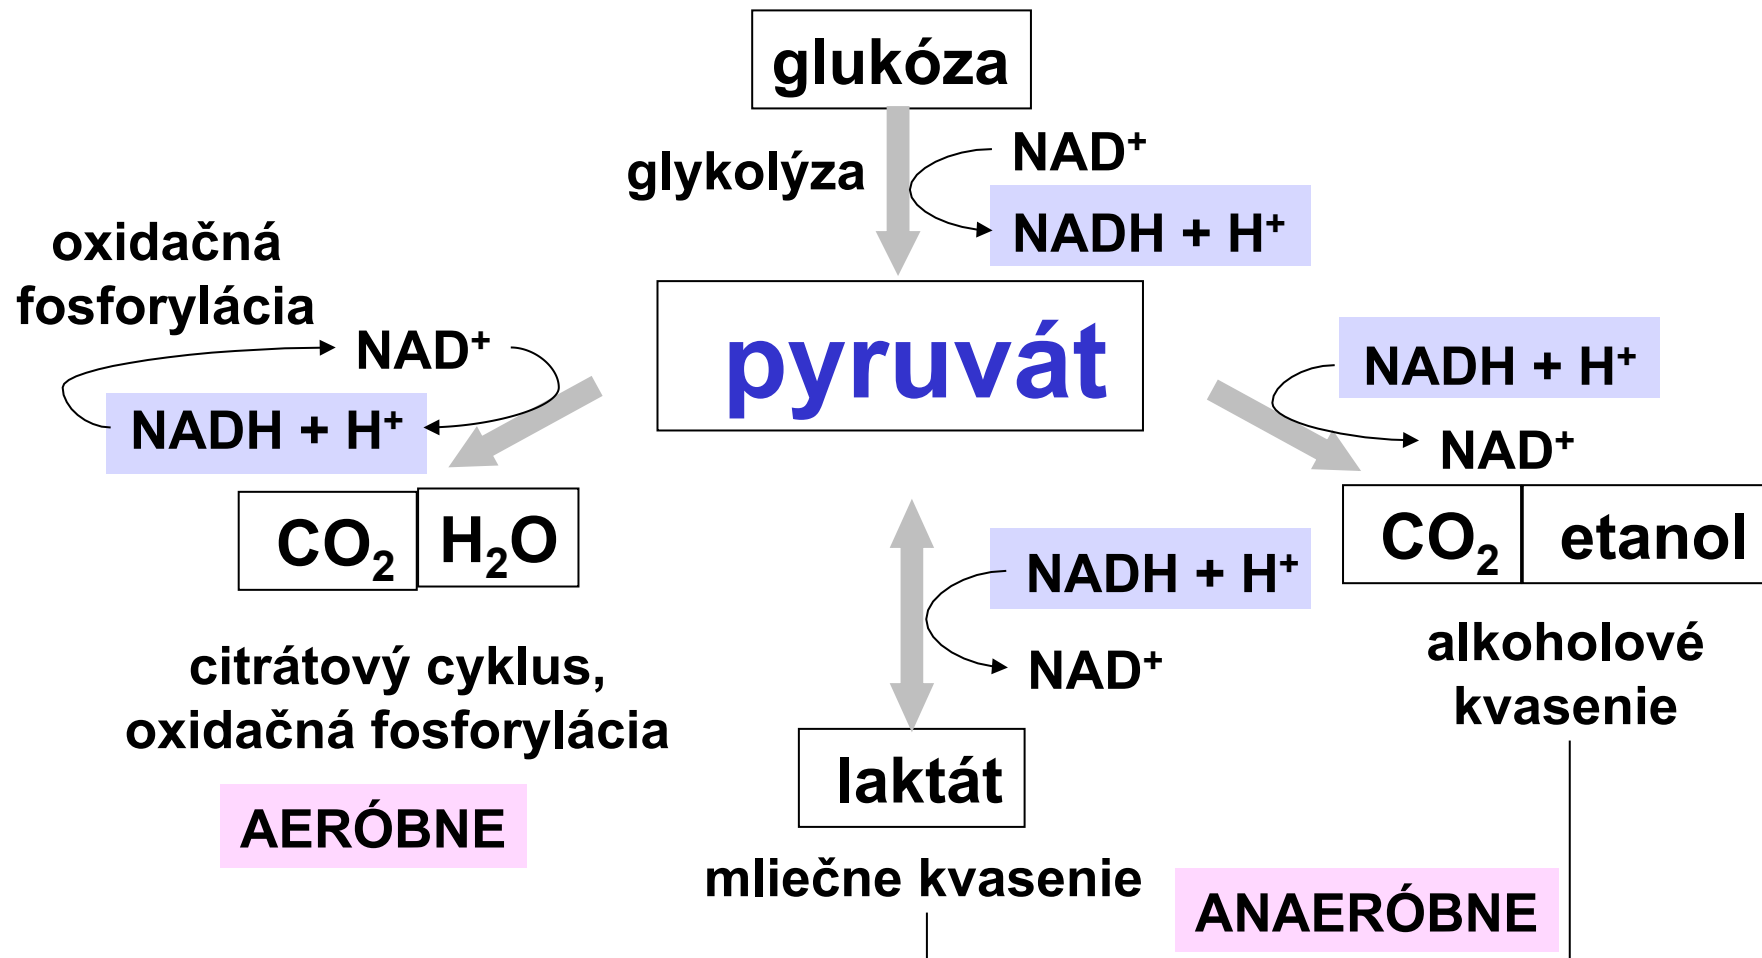 glukóza
glykolýza
NAD⁺
NADH + H⁺
oxidačná
fosforylácia
NAD⁺
NADH + H⁺
pyruvát
NADH + H⁺
NAD⁺
CO₂
H₂O
NADH + H⁺
NAD⁺
CO₂
etanol
citrátový cyklus,
oxidačná fosforylácia
AERÓBNE
laktát
mliečne kvasenie
alkoholové
kvasenie
ANAERÓBNE